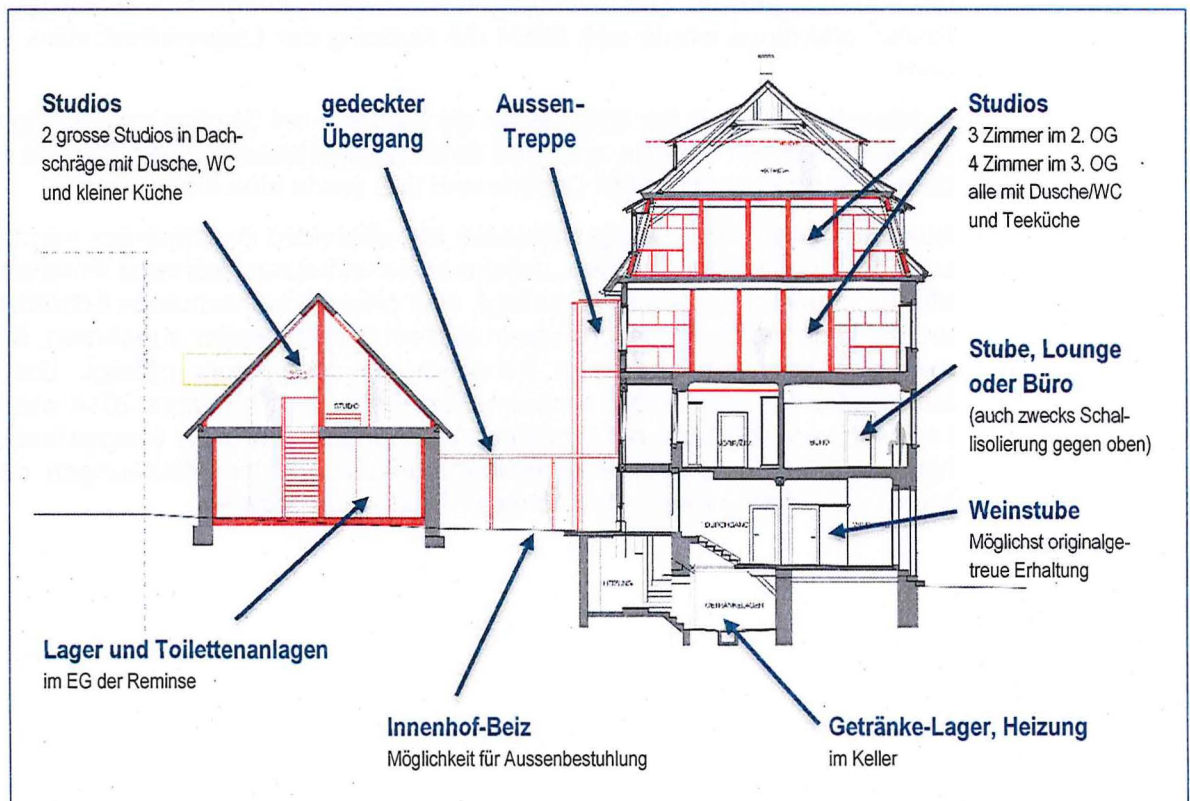 Studios
2 grosse Studios in Dach-
schräge mit Dusche, WC
und kleiner Küche
gedeckter
Übergang
Aussen-
Treppe
Studios
3 Zimmer im 2. OG
4 Zimmer im 3. OG
alle mit Dusche/WC
und Teeküche
Stube, Lounge
oder Büro
(auch zwecks Schal-
lisolierung gegen oben)
STUDIO
BÜRO
Weinstube
Möglichst originalge-
treue Erhaltung
DURCHGANG
HEIZUNG
GETRÄNKELAGER
Lager und Toilettenanlagen
im EG der Reminse
Innenhof-Beiz
Möglichkeit für Aussenbestuhlung
Getränke-Lager, Heizung
im Keller